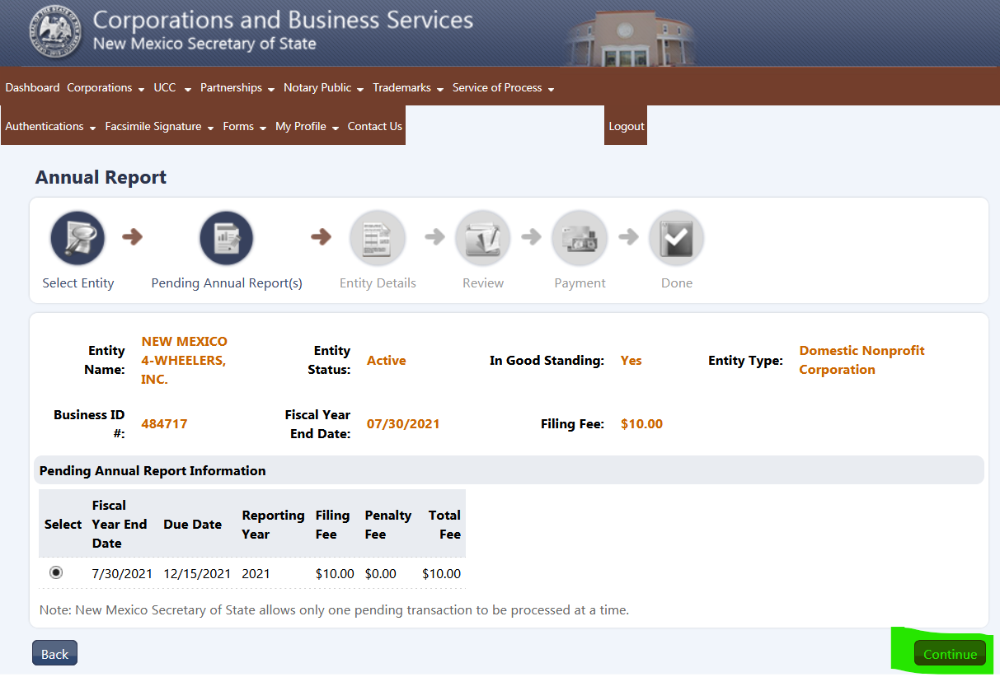 Corporations and Business Services
New Mexico Secretary of State
Dashboard Corporations UCC Partnerships Notary Public Trademarks Service of Process
Authentications Facsimile Signature Forms My Profile Contact Us Logout
Annual Report
Select Entity Pending Annual Report(s) Entity Details Review Payment Done
Entity Name: NEW MEXICO 4-WHEELERS, INC.
Entity Status: Active
In Good Standing: Yes
Entity Type: Domestic Nonprofit Corporation
Business ID #: 484717
Fiscal Year End Date: 07/30/2021
Filing Fee: $10.00
Pending Annual Report Information
Select Fiscal Year End Date Due Date Reporting Year Filing Fee Penalty Fee Total Fee
7/30/2021 12/15/2021 2021 $10.00 $0.00 $10.00
Note: New Mexico Secretary of State allows only one pending transaction to be processed at a time.
Back Continue